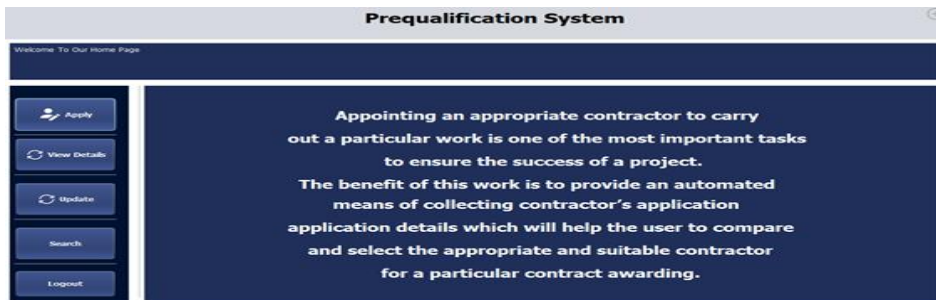 Prequalification System
Welcome To Our Home Page
Apply
View Details
Update
Search
Logout
Appointing an appropriate contractor to carry
out a particular work is one of the most important tasks
to ensure the success of a project.
The benefit of this work is to provide an automated
means of collecting contractor's application
application details which will help the user to compare
and select the appropriate and suitable contractor
for a particular contract awarding.